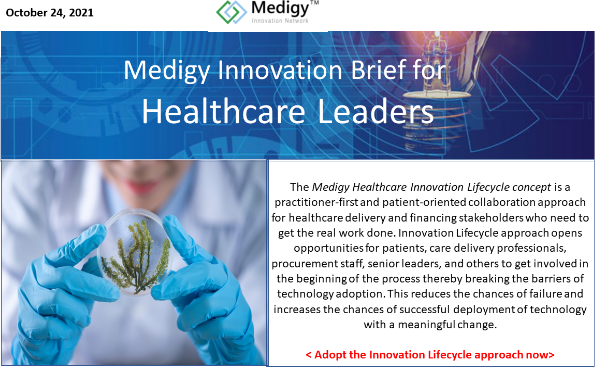 October 24, 2021
Medigy™
Innovation Network
Medigy Innovation Brief for
Healthcare Leaders
The Medigy Healthcare Innovation Lifecycle concept is a
practitioner-first and patient-oriented collaboration approach
for healthcare delivery and financing stakeholders who need to
get the real work done. Innovation Lifecycle approach opens
opportunities for patients, care delivery professionals,
procurement staff, senior leaders, and others to get involved in
the beginning of the process thereby breaking the barriers of
technology adoption. This reduces the chances of failure and
increases the chances of successful deployment of technology
with a meaningful change.
< Adopt the Innovation Lifecycle approach now>